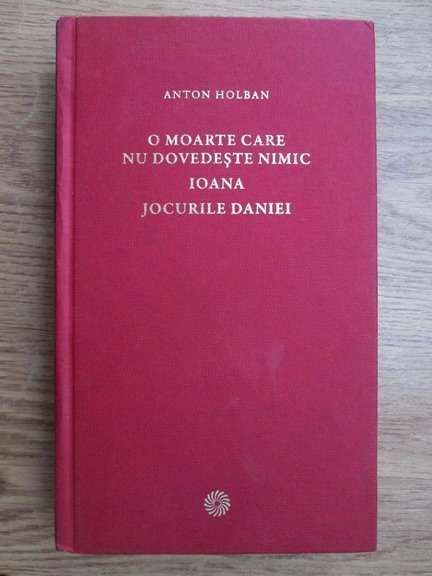 ANTON HOLBAN
O MOARTE CARE
NU DOVEDEȘTE NIMIC
IOANA
JOCURILE DANIEI